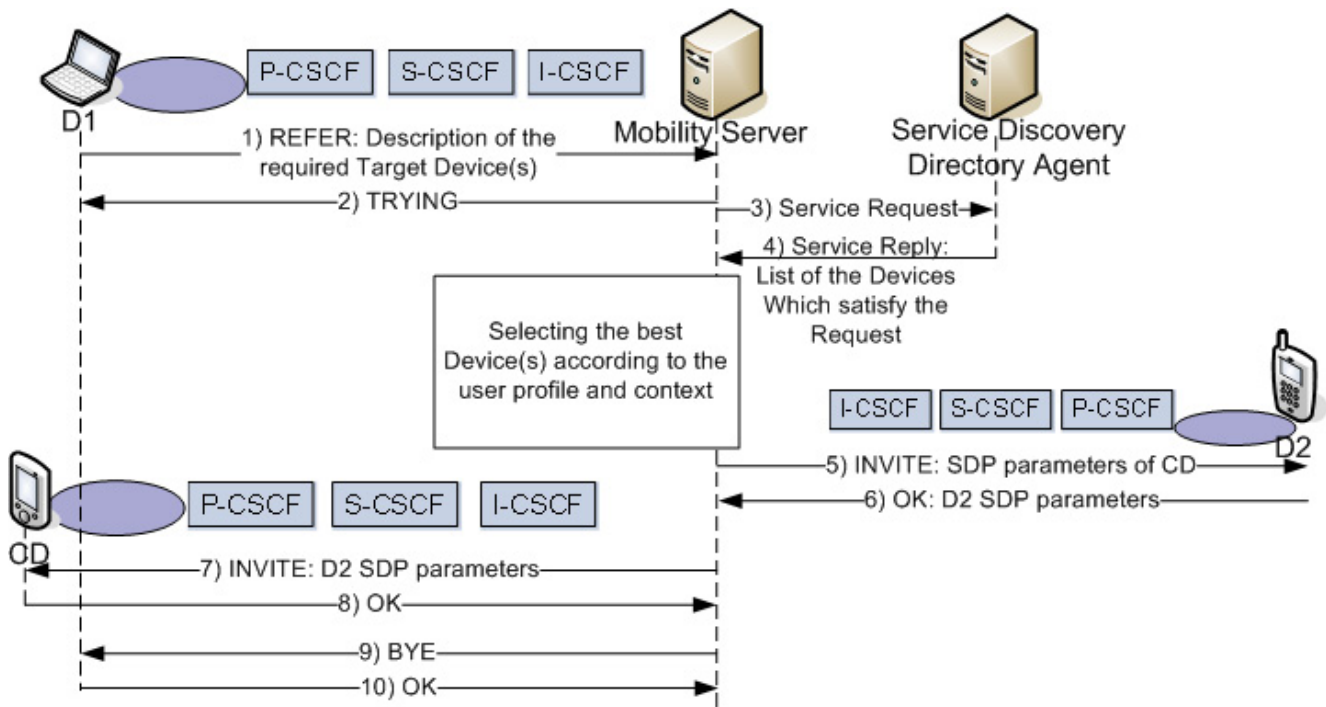 P-CSCF
S-CSCF
I-CSCF
D1
Mobility Server
Service Discovery
Directory Agent
1) REFER: Description of the
required Target Device(s)
2) TRYING
3) Service Request
4) Service Reply:
List of the Devices
Which satisfy the
Request
Selecting the best
Device(s) according to the
user profile and context
I-CSCF
S-CSCF
P-CSCF
D2
5) INVITE: SDP parameters of CD
6) OK: D2 SDP parameters
P-CSCF
S-CSCF
I-CSCF
CD
7) INVITE: D2 SDP parameters
8) OK
9) BYE
10) OK